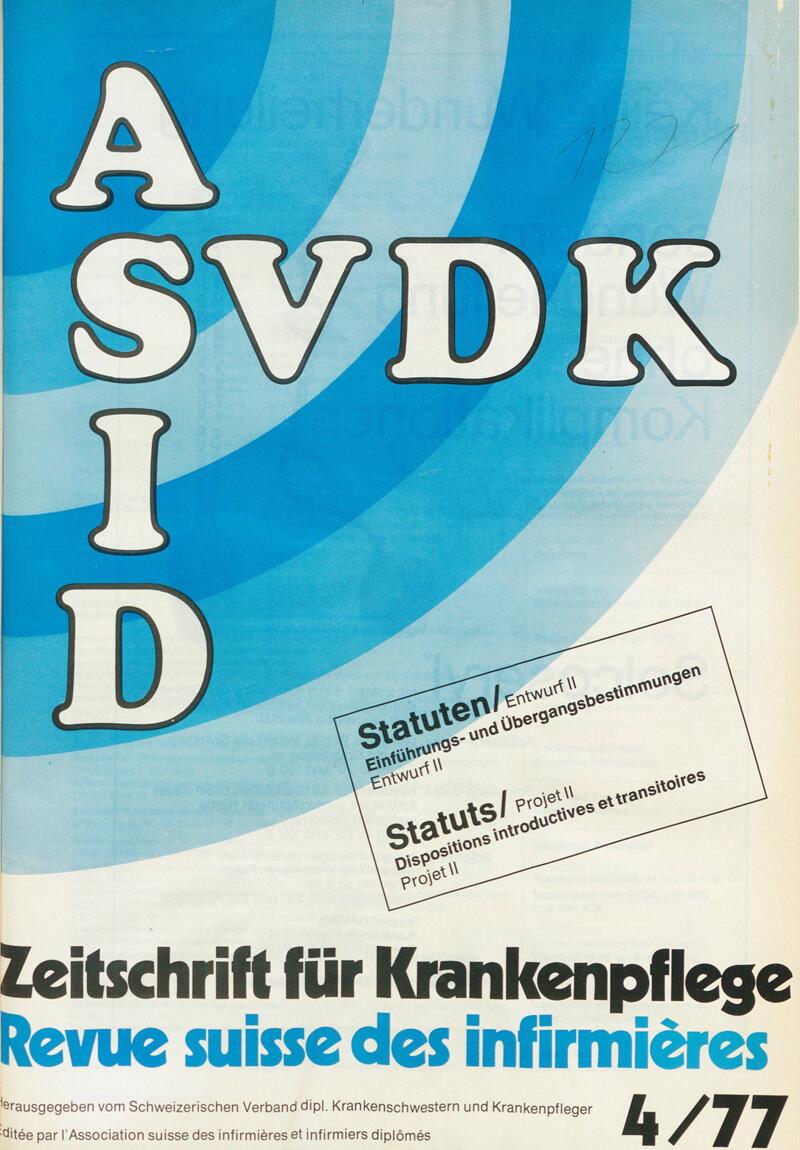 A
SVDK
I
D
Statuten/ Entwurf II
Einführungs- und Übergangsbestimmungen
Entwurf II
Statuts/ Projet II
Dispositions introductives et transitoires
Projet II
Zeitschrift für Krankenpflege
Revue suisse des infirmières
Herausgegeben vom Schweizerischen Verband dipl. Krankenschwestern und Krankenpfleger
Editée par l'Association suisse des infirmières et infirmiers diplômés
4/77